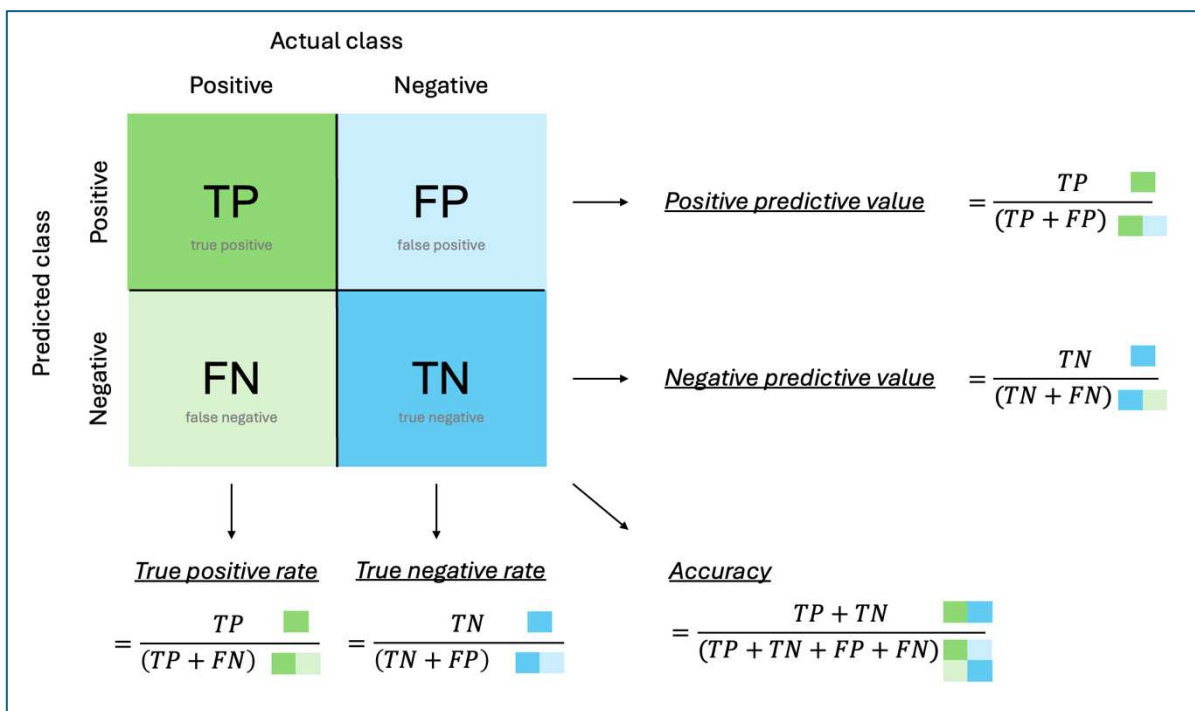 Actual class
Positive Negative
Predicted class
Positive
TP FP
true positive false positive
Positive predictive value = TP / (TP + FP)
Negative
FN TN
false negative true negative
Negative predictive value = TN / (TN + FN)
True positive rate True negative rate Accuracy
= TP / (TP + FN) = TN / (TN + FP) = TP + TN / (TP + TN + FP + FN)